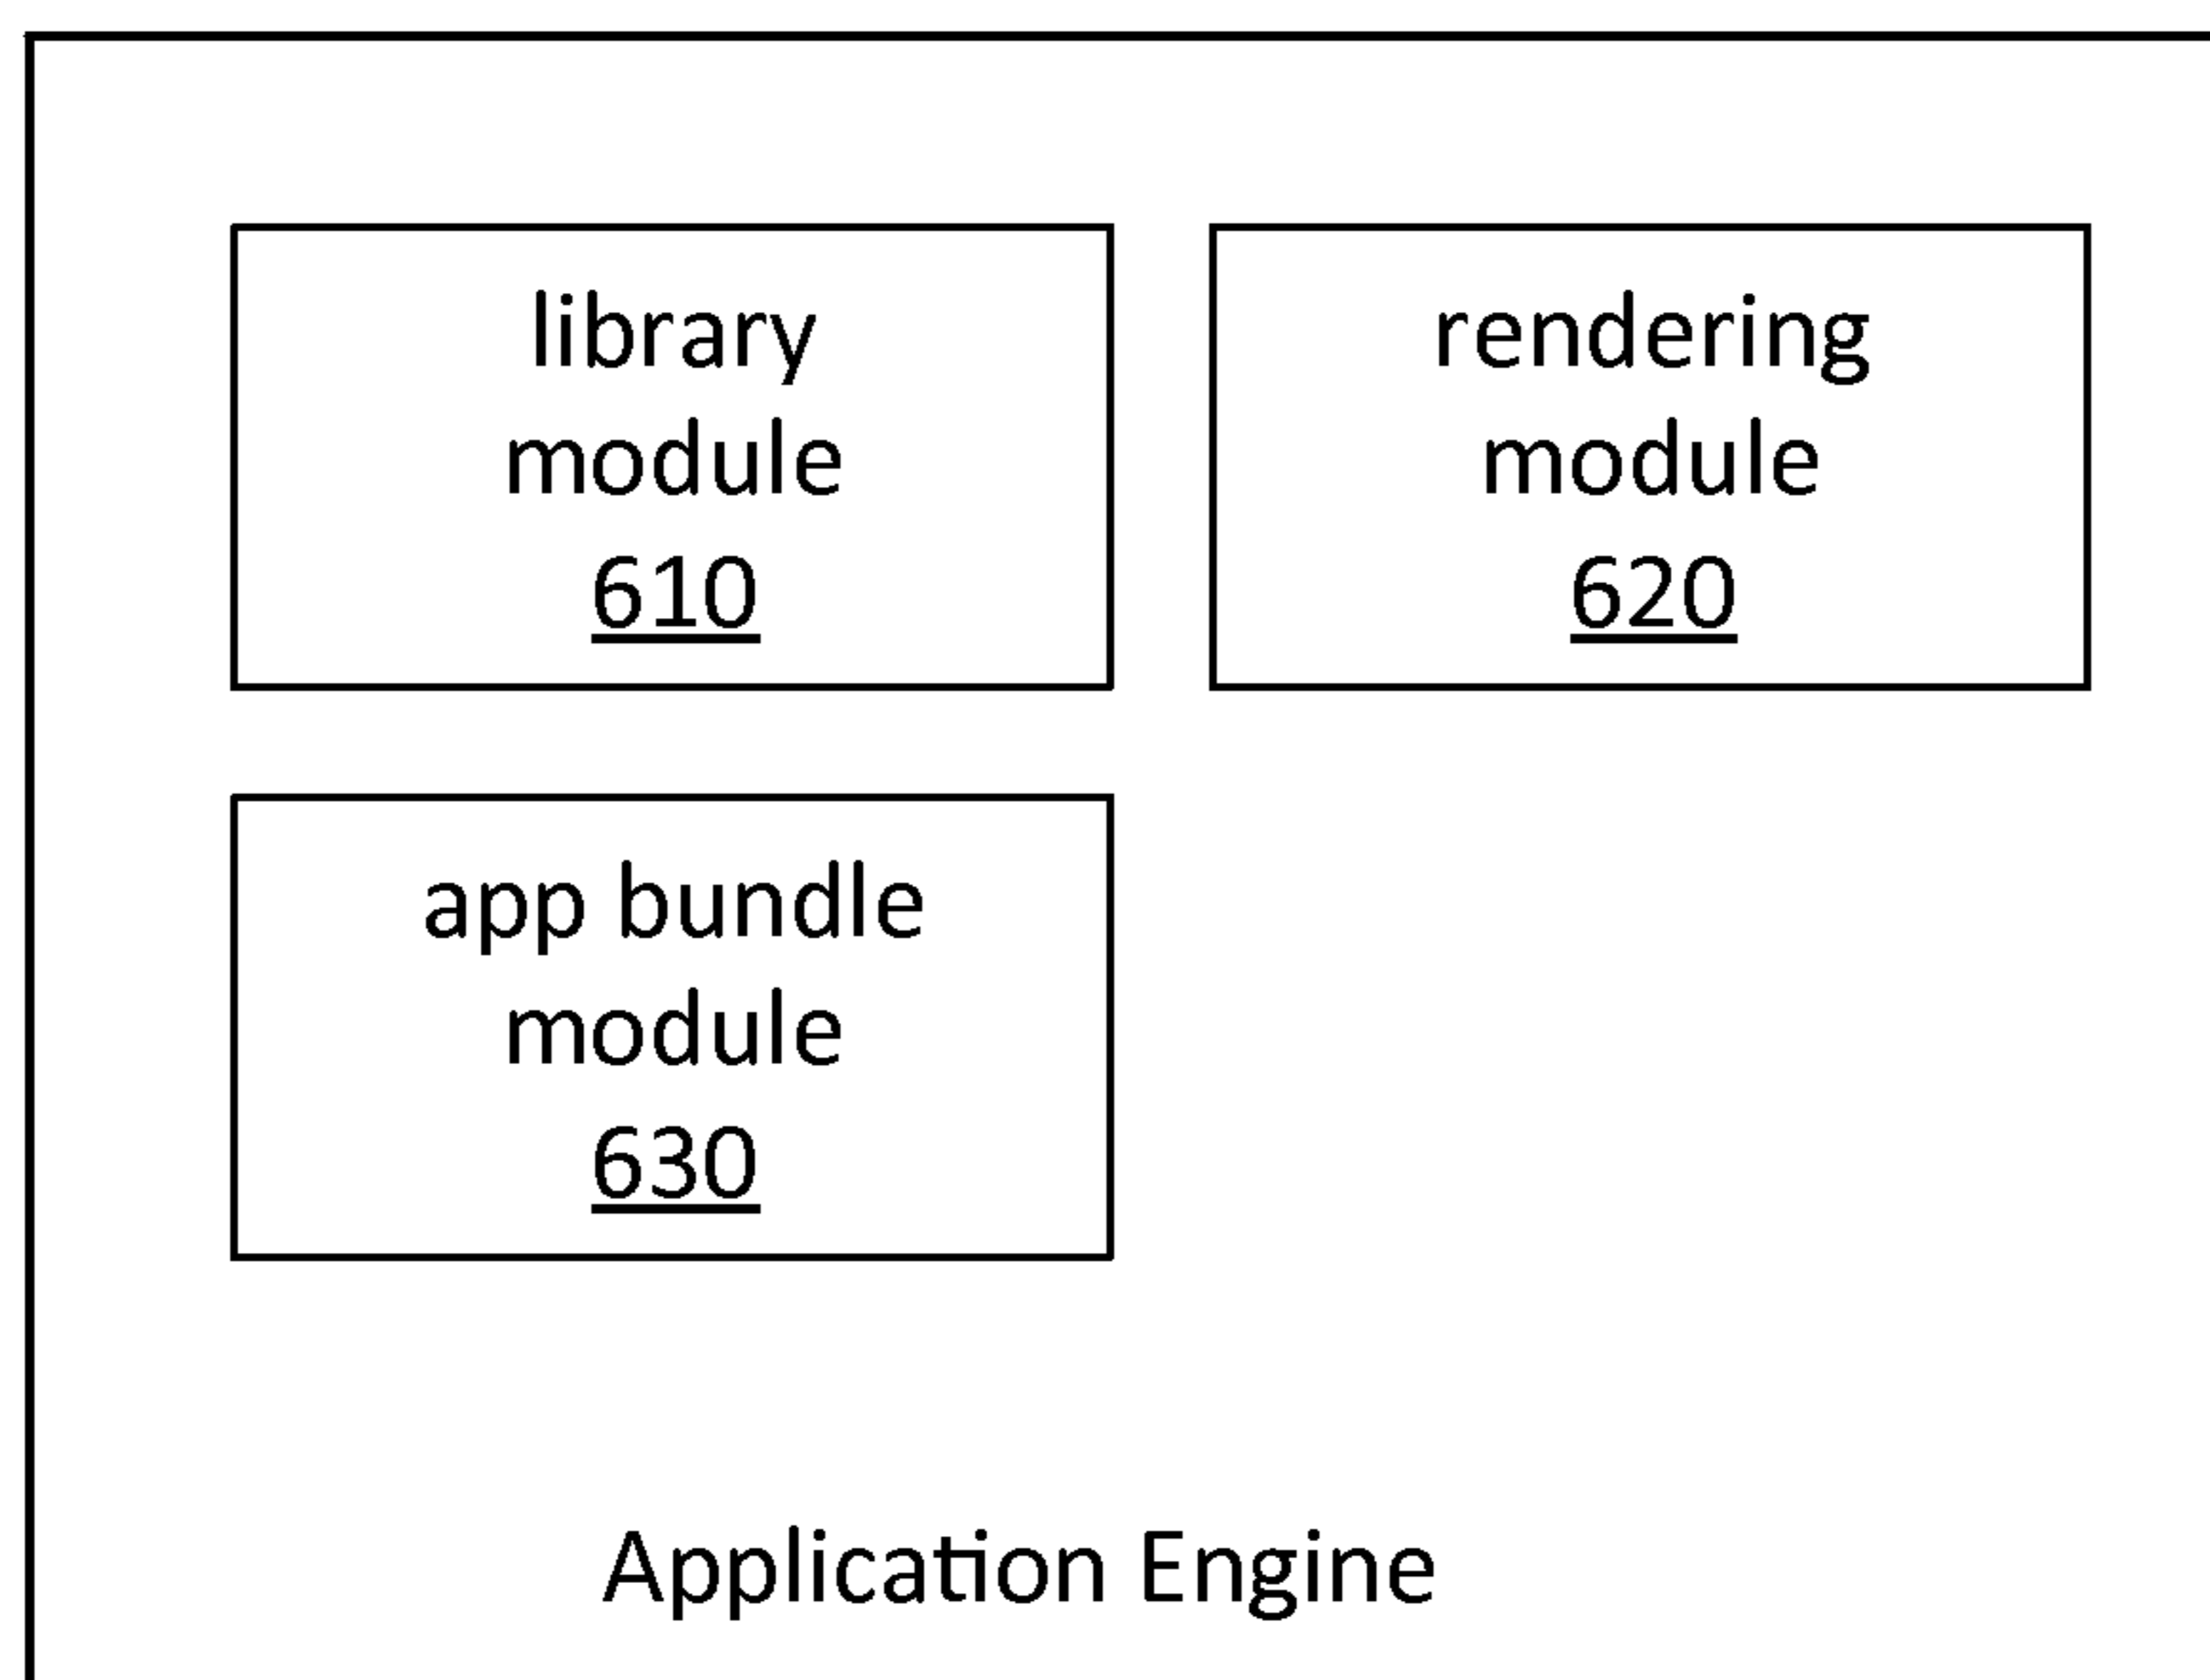 library
module
610
rendering
module
620
app bundle
module
630
Application Engine